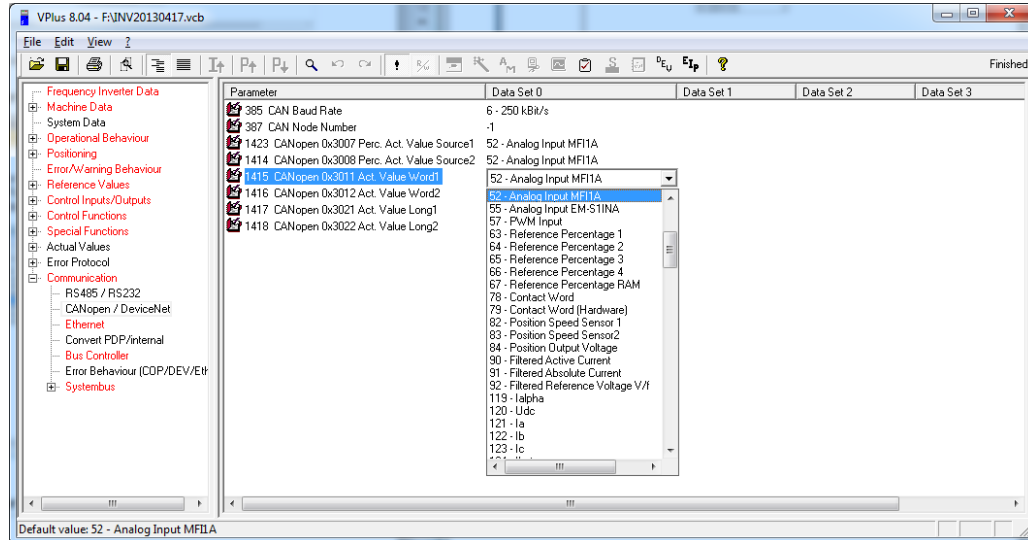 VPlus 8.04 - F:\INV20130417.vcb
File Edit View ?
Finished
Frequency Inverter Data
Machine Data
System Data
Operational Behaviour
Positioning
Error/Warning Behaviour
Reference Values
Control Inputs/Outputs
Control Functions
Special Functions
Actual Values
Error Protocol
Communication
RS485 / RS232
CANopen / DeviceNet
Ethernet
Convert PDP/internal
Bus Controller
Error Behaviour (COP/DEV/Eth
Systembus
Parameter Data Set 0 Data Set 1 Data Set 2 Data Set 3
385 CAN Baud Rate 6 - 250 kBit/s
387 CAN Node Number -1
1423 CANopen 0x3007 Perc. Act. Value Source1 52 - Analog Input MFI1A
1414 CANopen 0x3008 Perc. Act. Value Source2 52 - Analog Input MFI1A
1415 CANopen 0x3011 Act. Value Word1 52 - Analog Input MFI1A
1416 CANopen 0x3012 Act. Value Word2
1417 CANopen 0x3021 Act. Value Long1
1418 CANopen 0x3022 Act. Value Long2
52 - Analog Input MFI1A
55 - Analog Input EM-S1INA
57 - PWM Input
63 - Reference Percentage 1
64 - Reference Percentage 2
65 - Reference Percentage 3
66 - Reference Percentage 4
67 - Reference Percentage RAM
78 - Contact Word
79 - Contact Word (Hardware)
82 - Position Speed Sensor 1
83 - Position Speed Sensor2
84 - Position Output Voltage
90 - Filtered Active Current
91 - Filtered Absolute Current
92 - Filtered Reference Voltage V/f
119 - Ialpha
120 - Udc
121 - Ia
122 - Ib
123 - Ic
Default value: 52 - Analog Input MFI1A